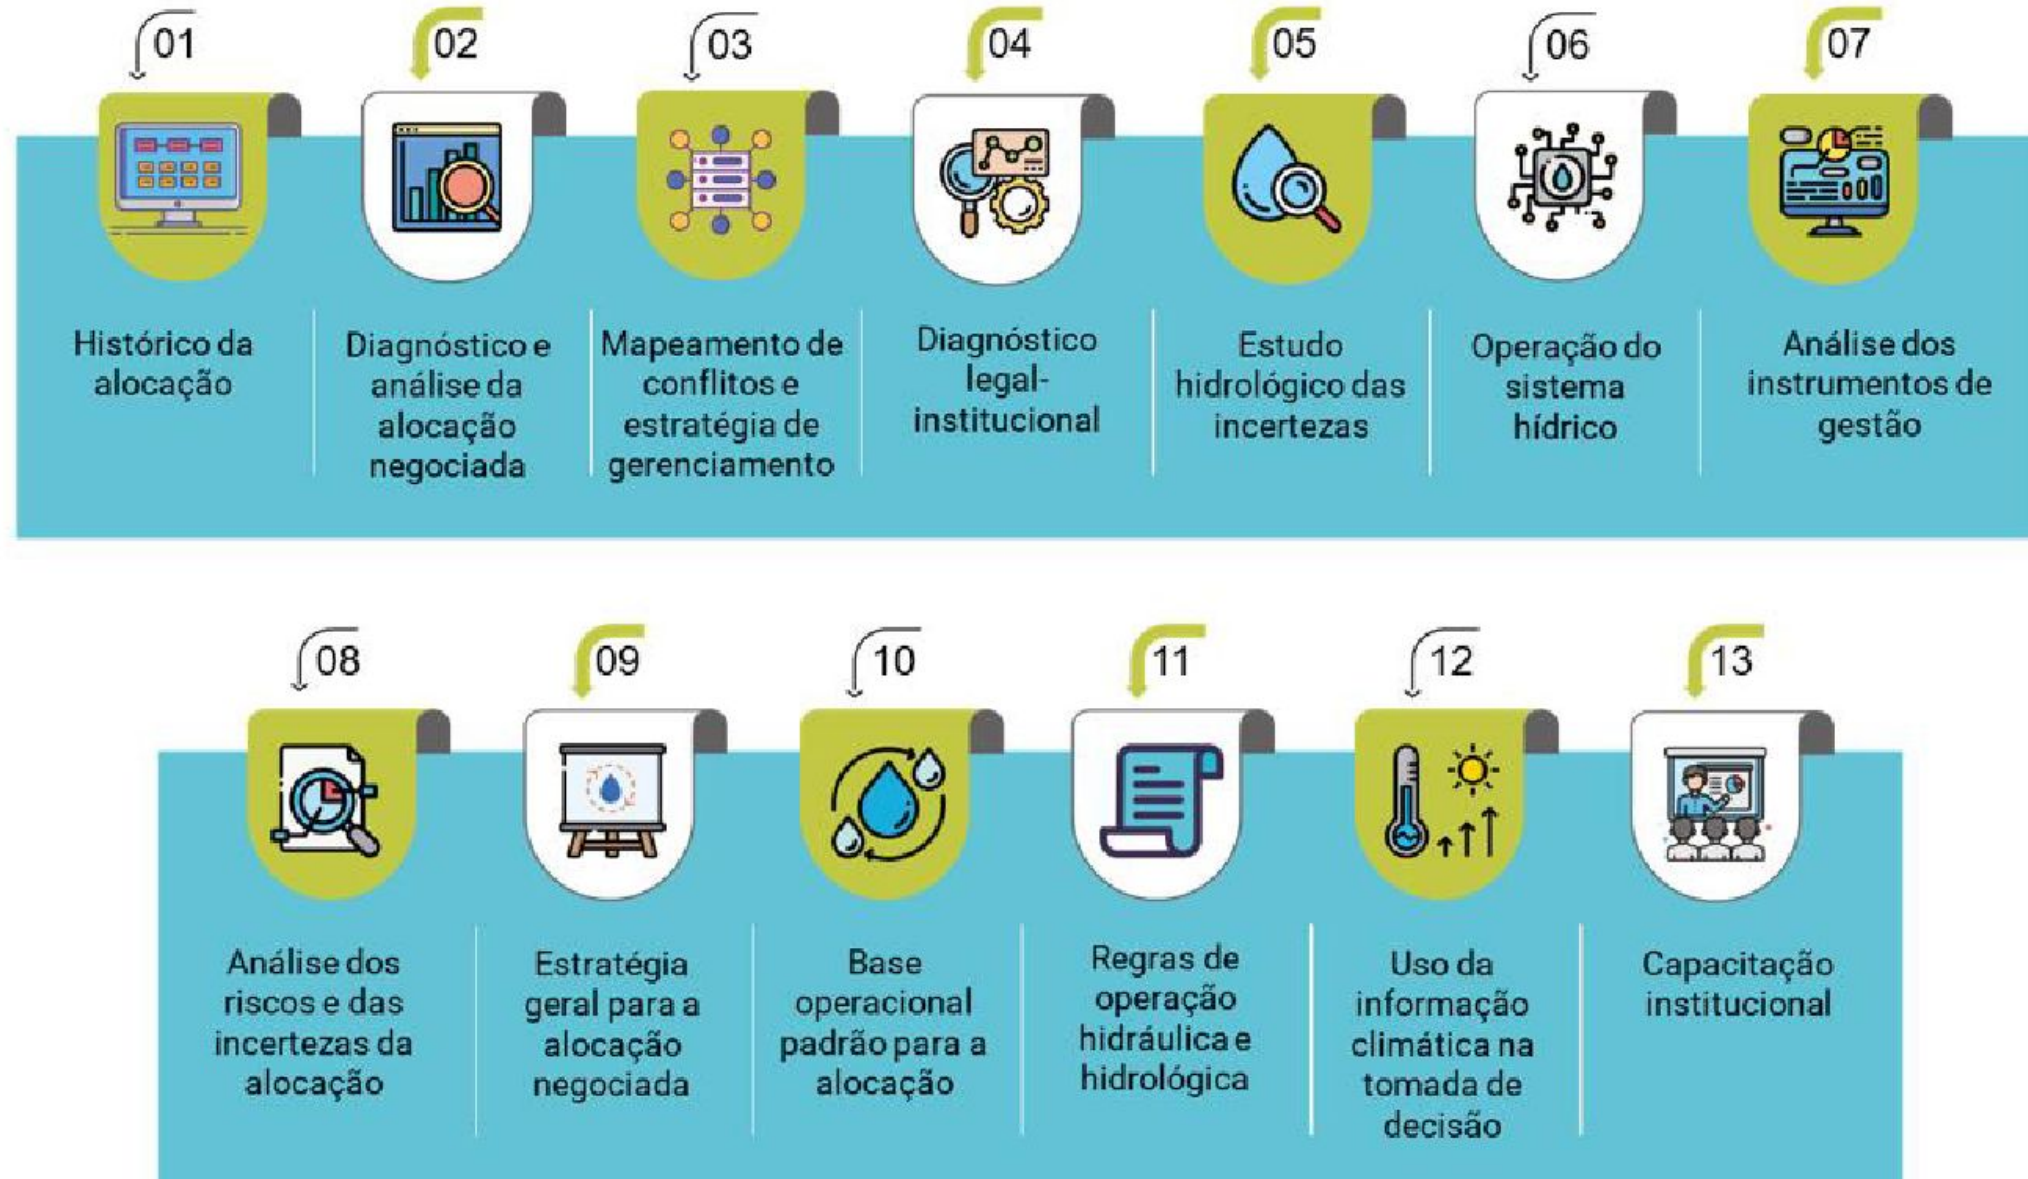 01
Histórico da
alocação
02
Diagnóstico e
análise da
alocação
negociada
03
Mapeamento de
conflitos e
estratégia de
gerenciamento
04
Diagnóstico
legal-
institucional
05
Estudo
hidrológico das
incertezas
06
Operação do
sistema
hídrico
07
Análise dos
instrumentos de
gestão
08
Análise dos
riscos e das
incertezas da
alocação
09
Estratégia
geral para a
alocação
negociada
10
Base
operacional
padrão para a
alocação
11
Regras de
operação
hidráulica e
hidrológica
12
Uso da
informação
climática na
tomada de
decisão
13
Capacitação
institucional